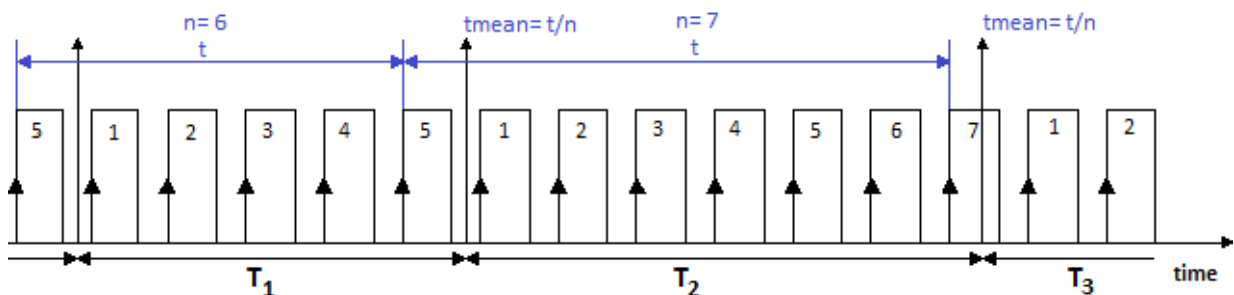 n= 6
t
tmean= t/n
n= 7
t
tmean= t/n
5 1 2 3 4 5 1 2 3 4 5 6 7 1 2
T1 T2 T3 time